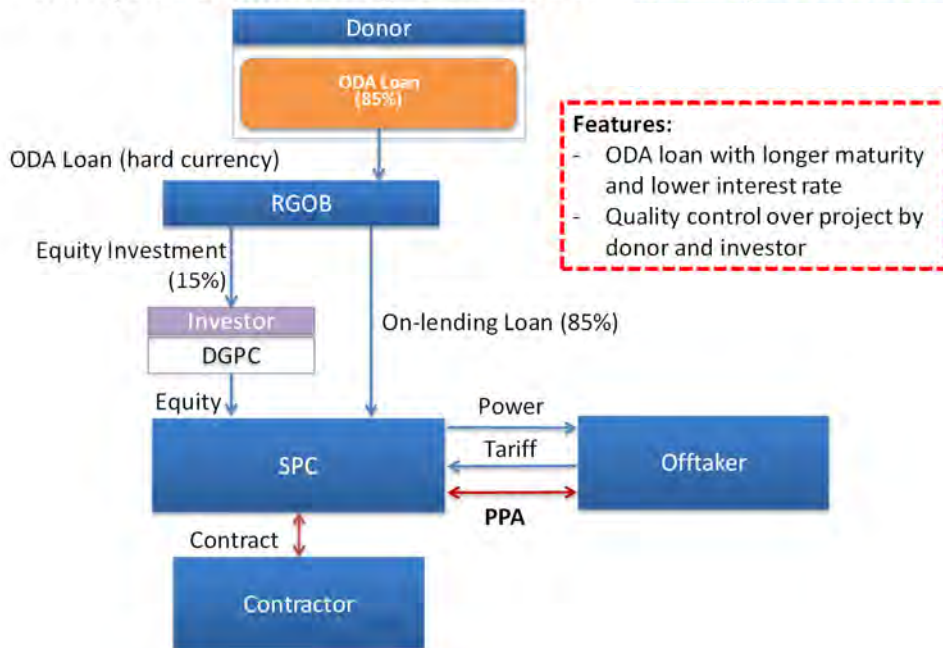 Donor
ODA Loan
(85%)
ODA Loan (hard currency)
RGOB
Features:
- ODA loan with longer maturity
and lower interest rate
- Quality control over project by
donor and investor
Equity Investment
(15%)
Investor
DGPC
On-lending Loan (85%)
Equity
SPC
Power
Tariff
PPA
Offtaker
Contract
Contractor